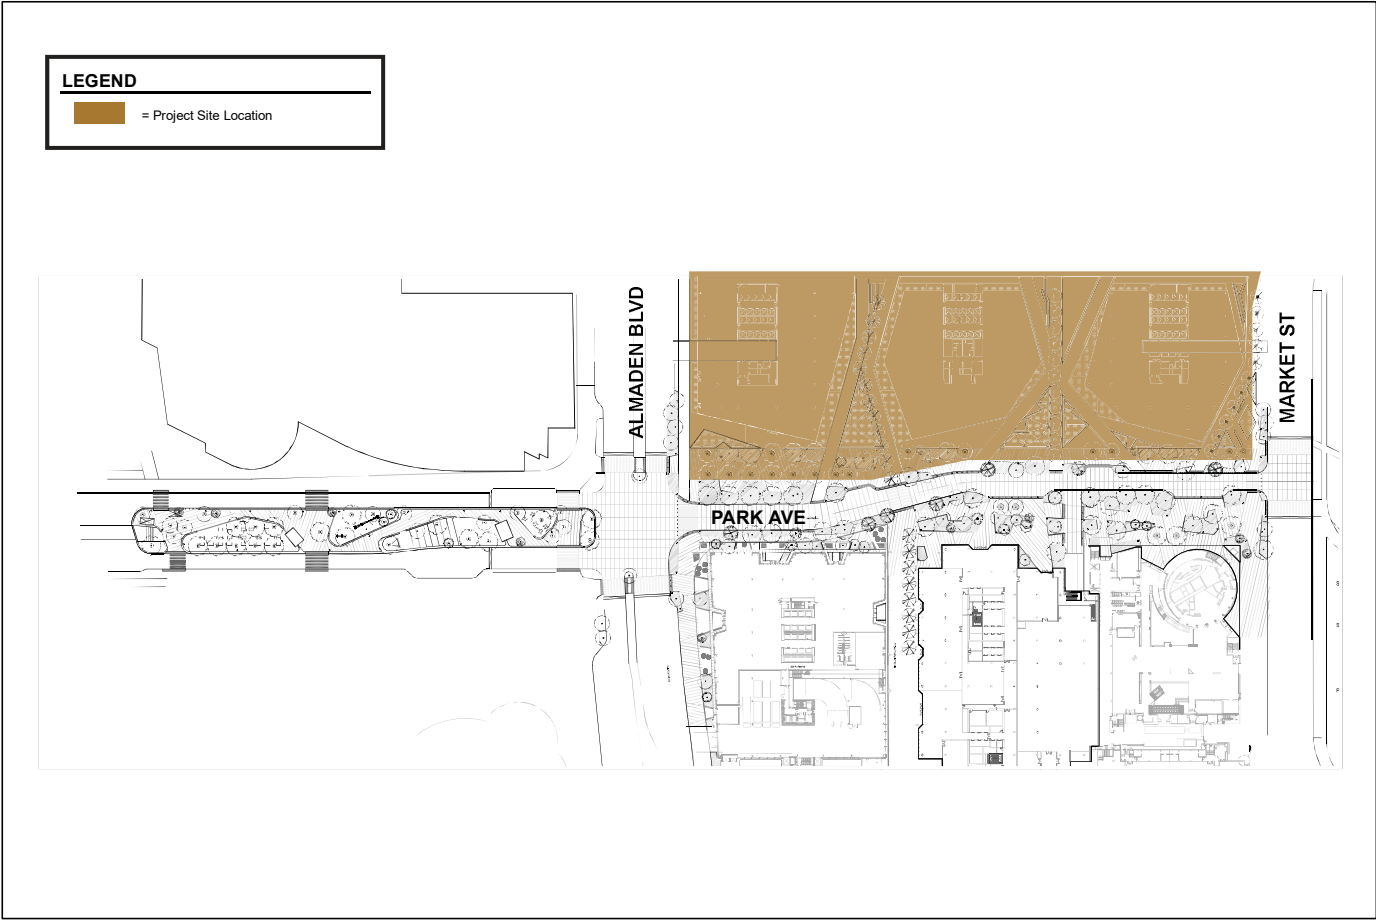 LEGEND
= Project Site Location
ALMADEN BLVD
MARKET ST
PARK AVE